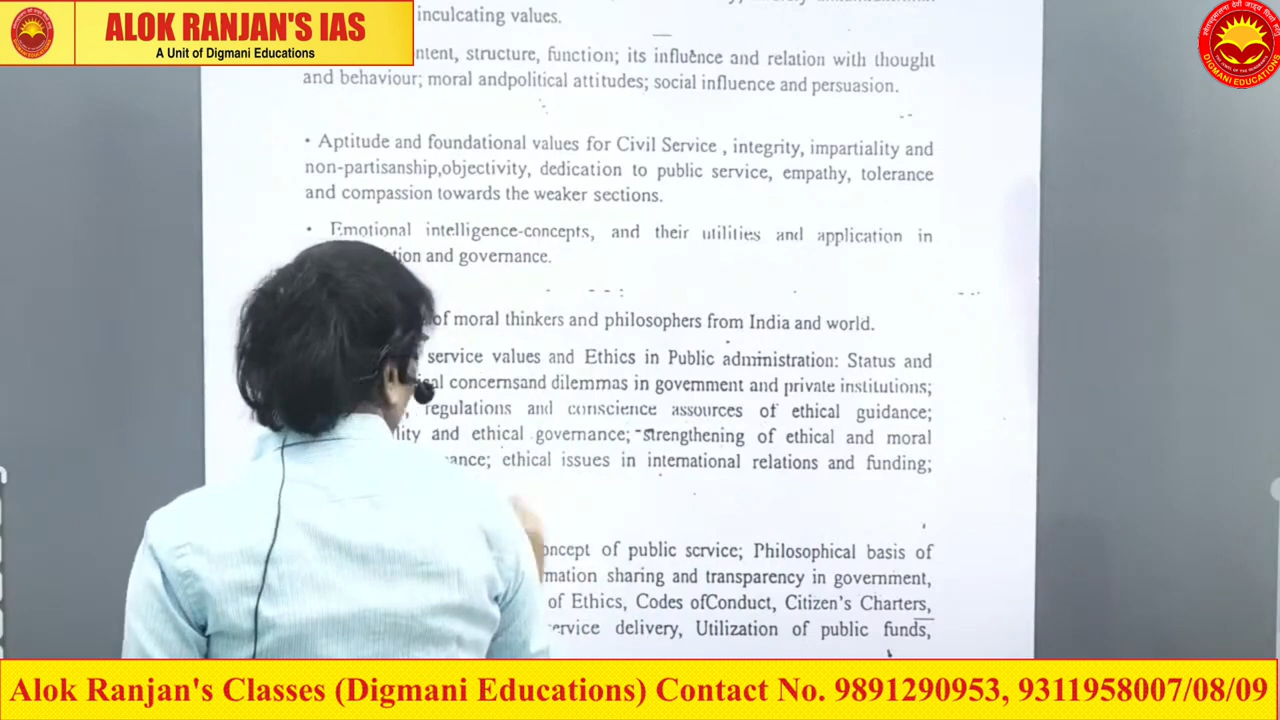 ALOK RANJAN'S IAS
A Unit of Digmani Educations
DIGMANI EDUCATIONS
inculcating values.
ntent, structure, function; its influence and relation with thought
and behaviour; moral andpolitical attitudes; social influence and persuasion.
• Aptitude and foundational values for Civil Service , integrity, impartiality and
non-partisanship,objectivity, dedication to public service, empathy, tolerance
and compassion towards the weaker sections.
• Emotional intelligence-concepts, and their utilities and application in
tion and governance.
of moral thinkers and philosophers from India and world.
service values and Ethics in Public administration: Status and
cal concernsand dilemmas in government and private institutions;
regulations and conscience assources of ethical guidance;
lity and ethical governance; strengthening of ethical and moral
ance; ethical issues in international relations and funding;
oncept of public service; Philosophical basis of
mation sharing and transparency in government,
of Ethics, Codes ofConduct, Citizen's Charters,
ervice delivery, Utilization of public funds,
Alok Ranjan's Classes (Digmani Educations) Contact No. 9891290953, 9311958007/08/09